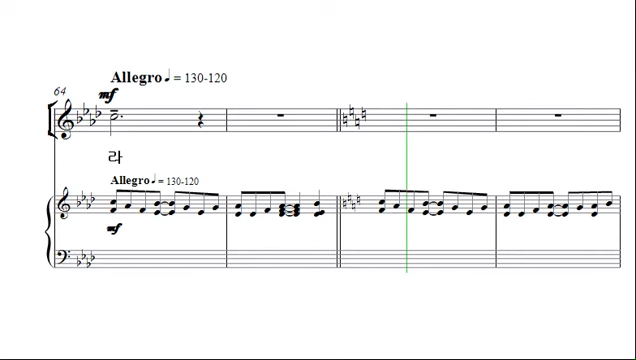 Allegro ♩ = 130-120
64
mf
라
Allegro ♩ = 130-120
mf